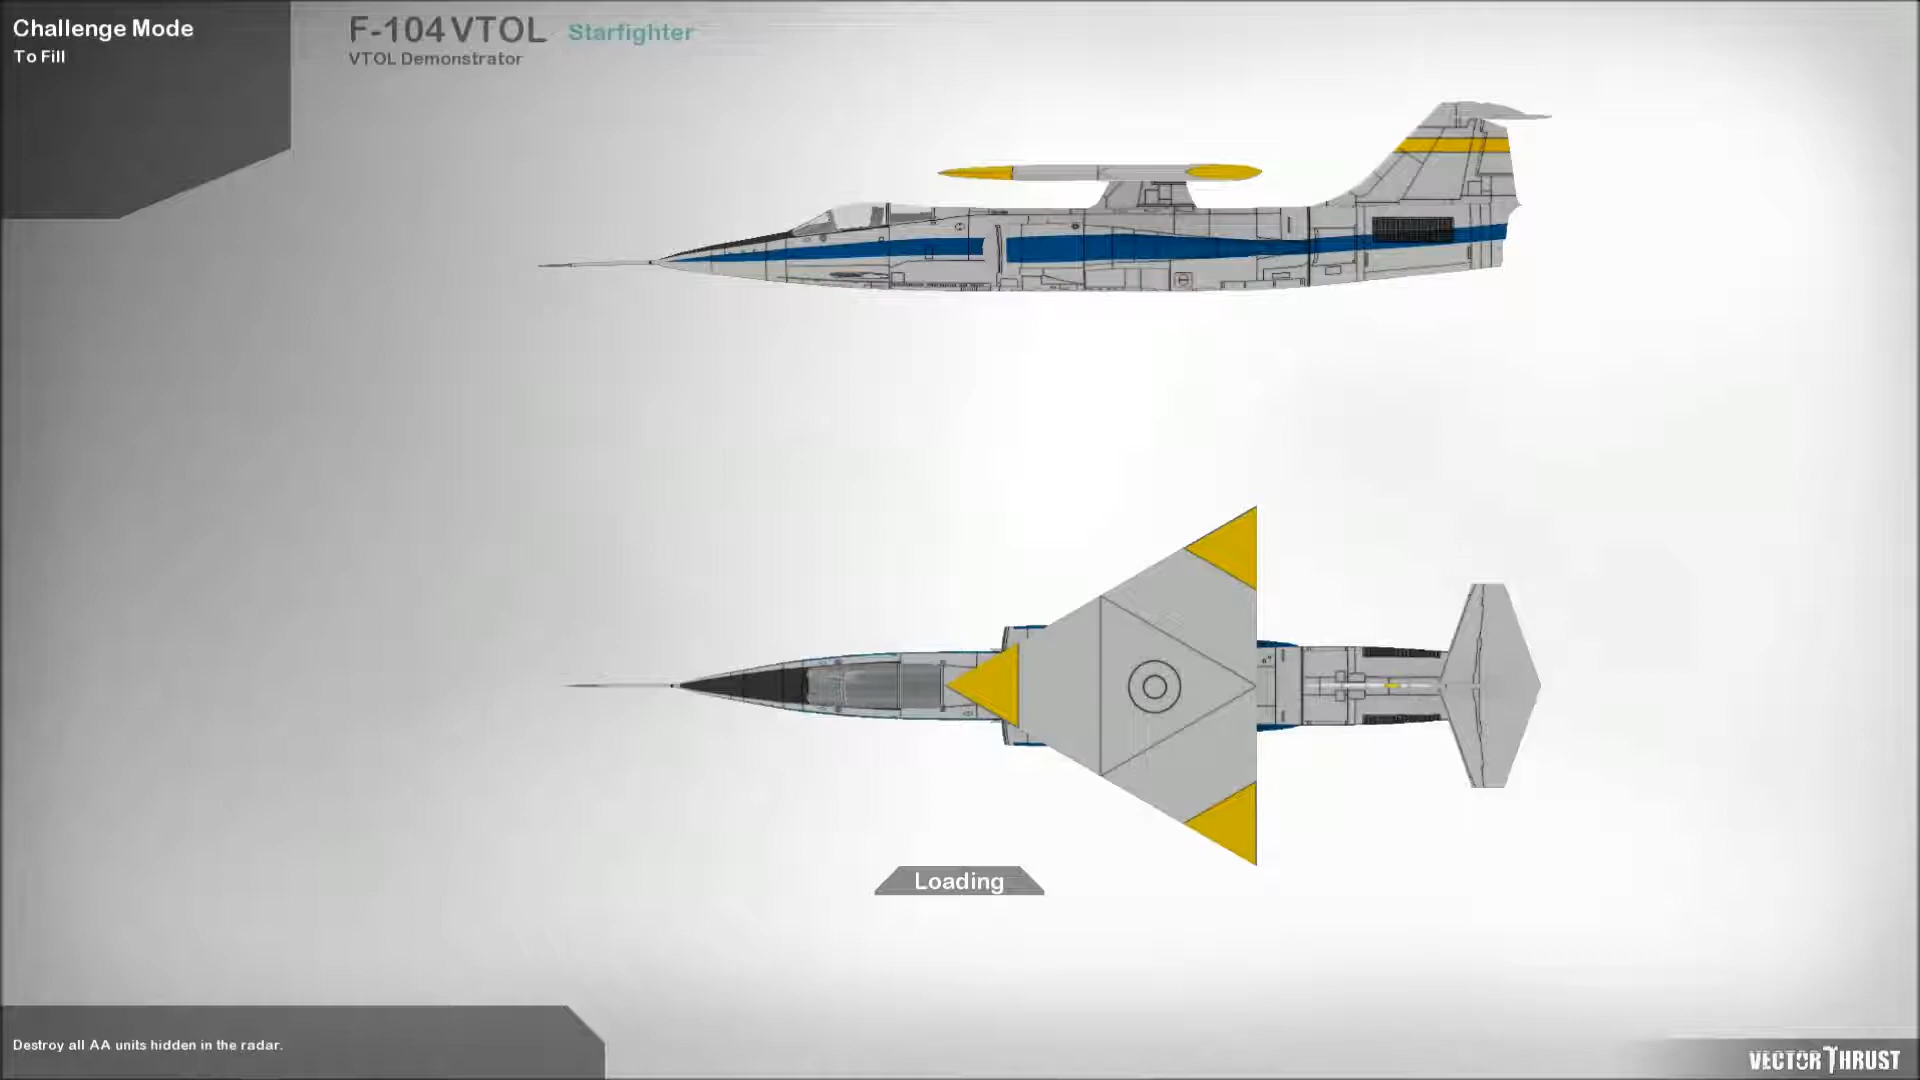 Challenge Mode
To Fill
F-104 VTOL Starfighter
VTOL Demonstrator
Loading
Destroy all AA units hidden in the radar.
VECTOR THRUST